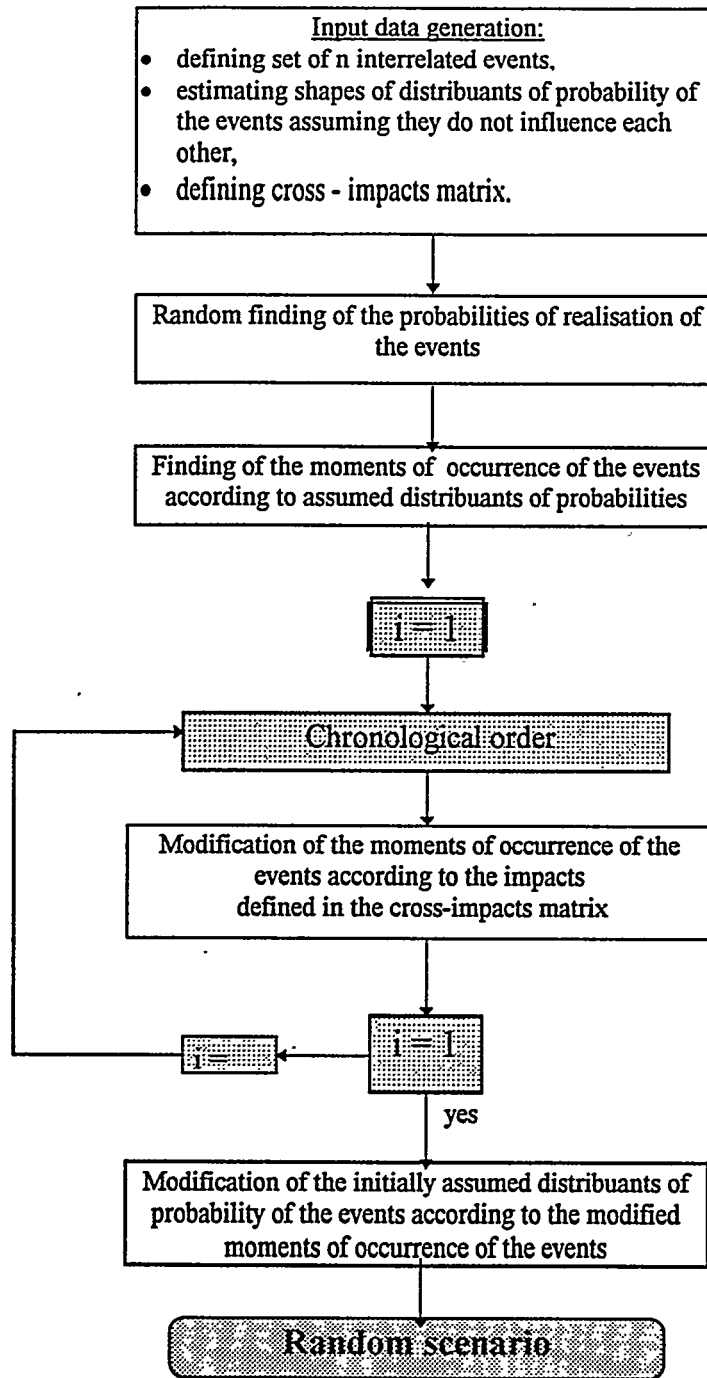 Input data generation:
• defining set of n interrelated events,
• estimating shapes of distribuants of probability of
the events assuming they do not influence each
other,
• defining cross - impacts matrix.
Random finding of the probabilities of realisation of
the events
Finding of the moments of occurrence of the events
according to assumed distribuants of probabilities
i = 1
Chronological order
Modification of the moments of occurrence of the
events according to the impacts
defined in the cross-impacts matrix
i =
i = 1
yes
Modification of the initially assumed distribuants of
probability of the events according to the modified
moments of occurrence of the events
Random scenario